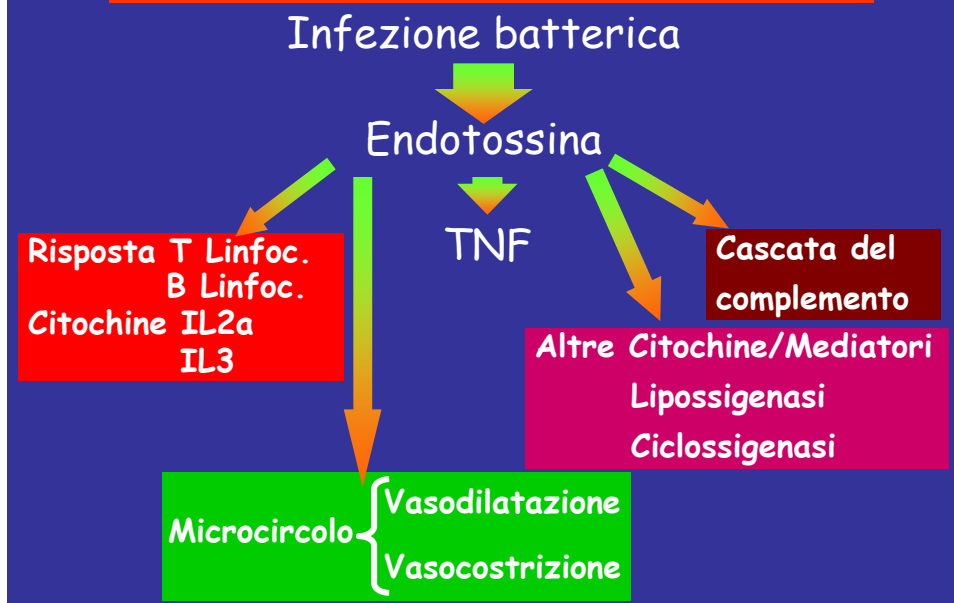 Infezione batterica
Endotossina
TNF
Risposta T Linfoc.
B Linfoc.
Citochine IL2a
IL3
Cascata del
complemento
Altre Citochine/Mediatori
Lipossigenasi
Ciclossigenasi
Microcircolo
Vasodilatazione
Vasocostrizione